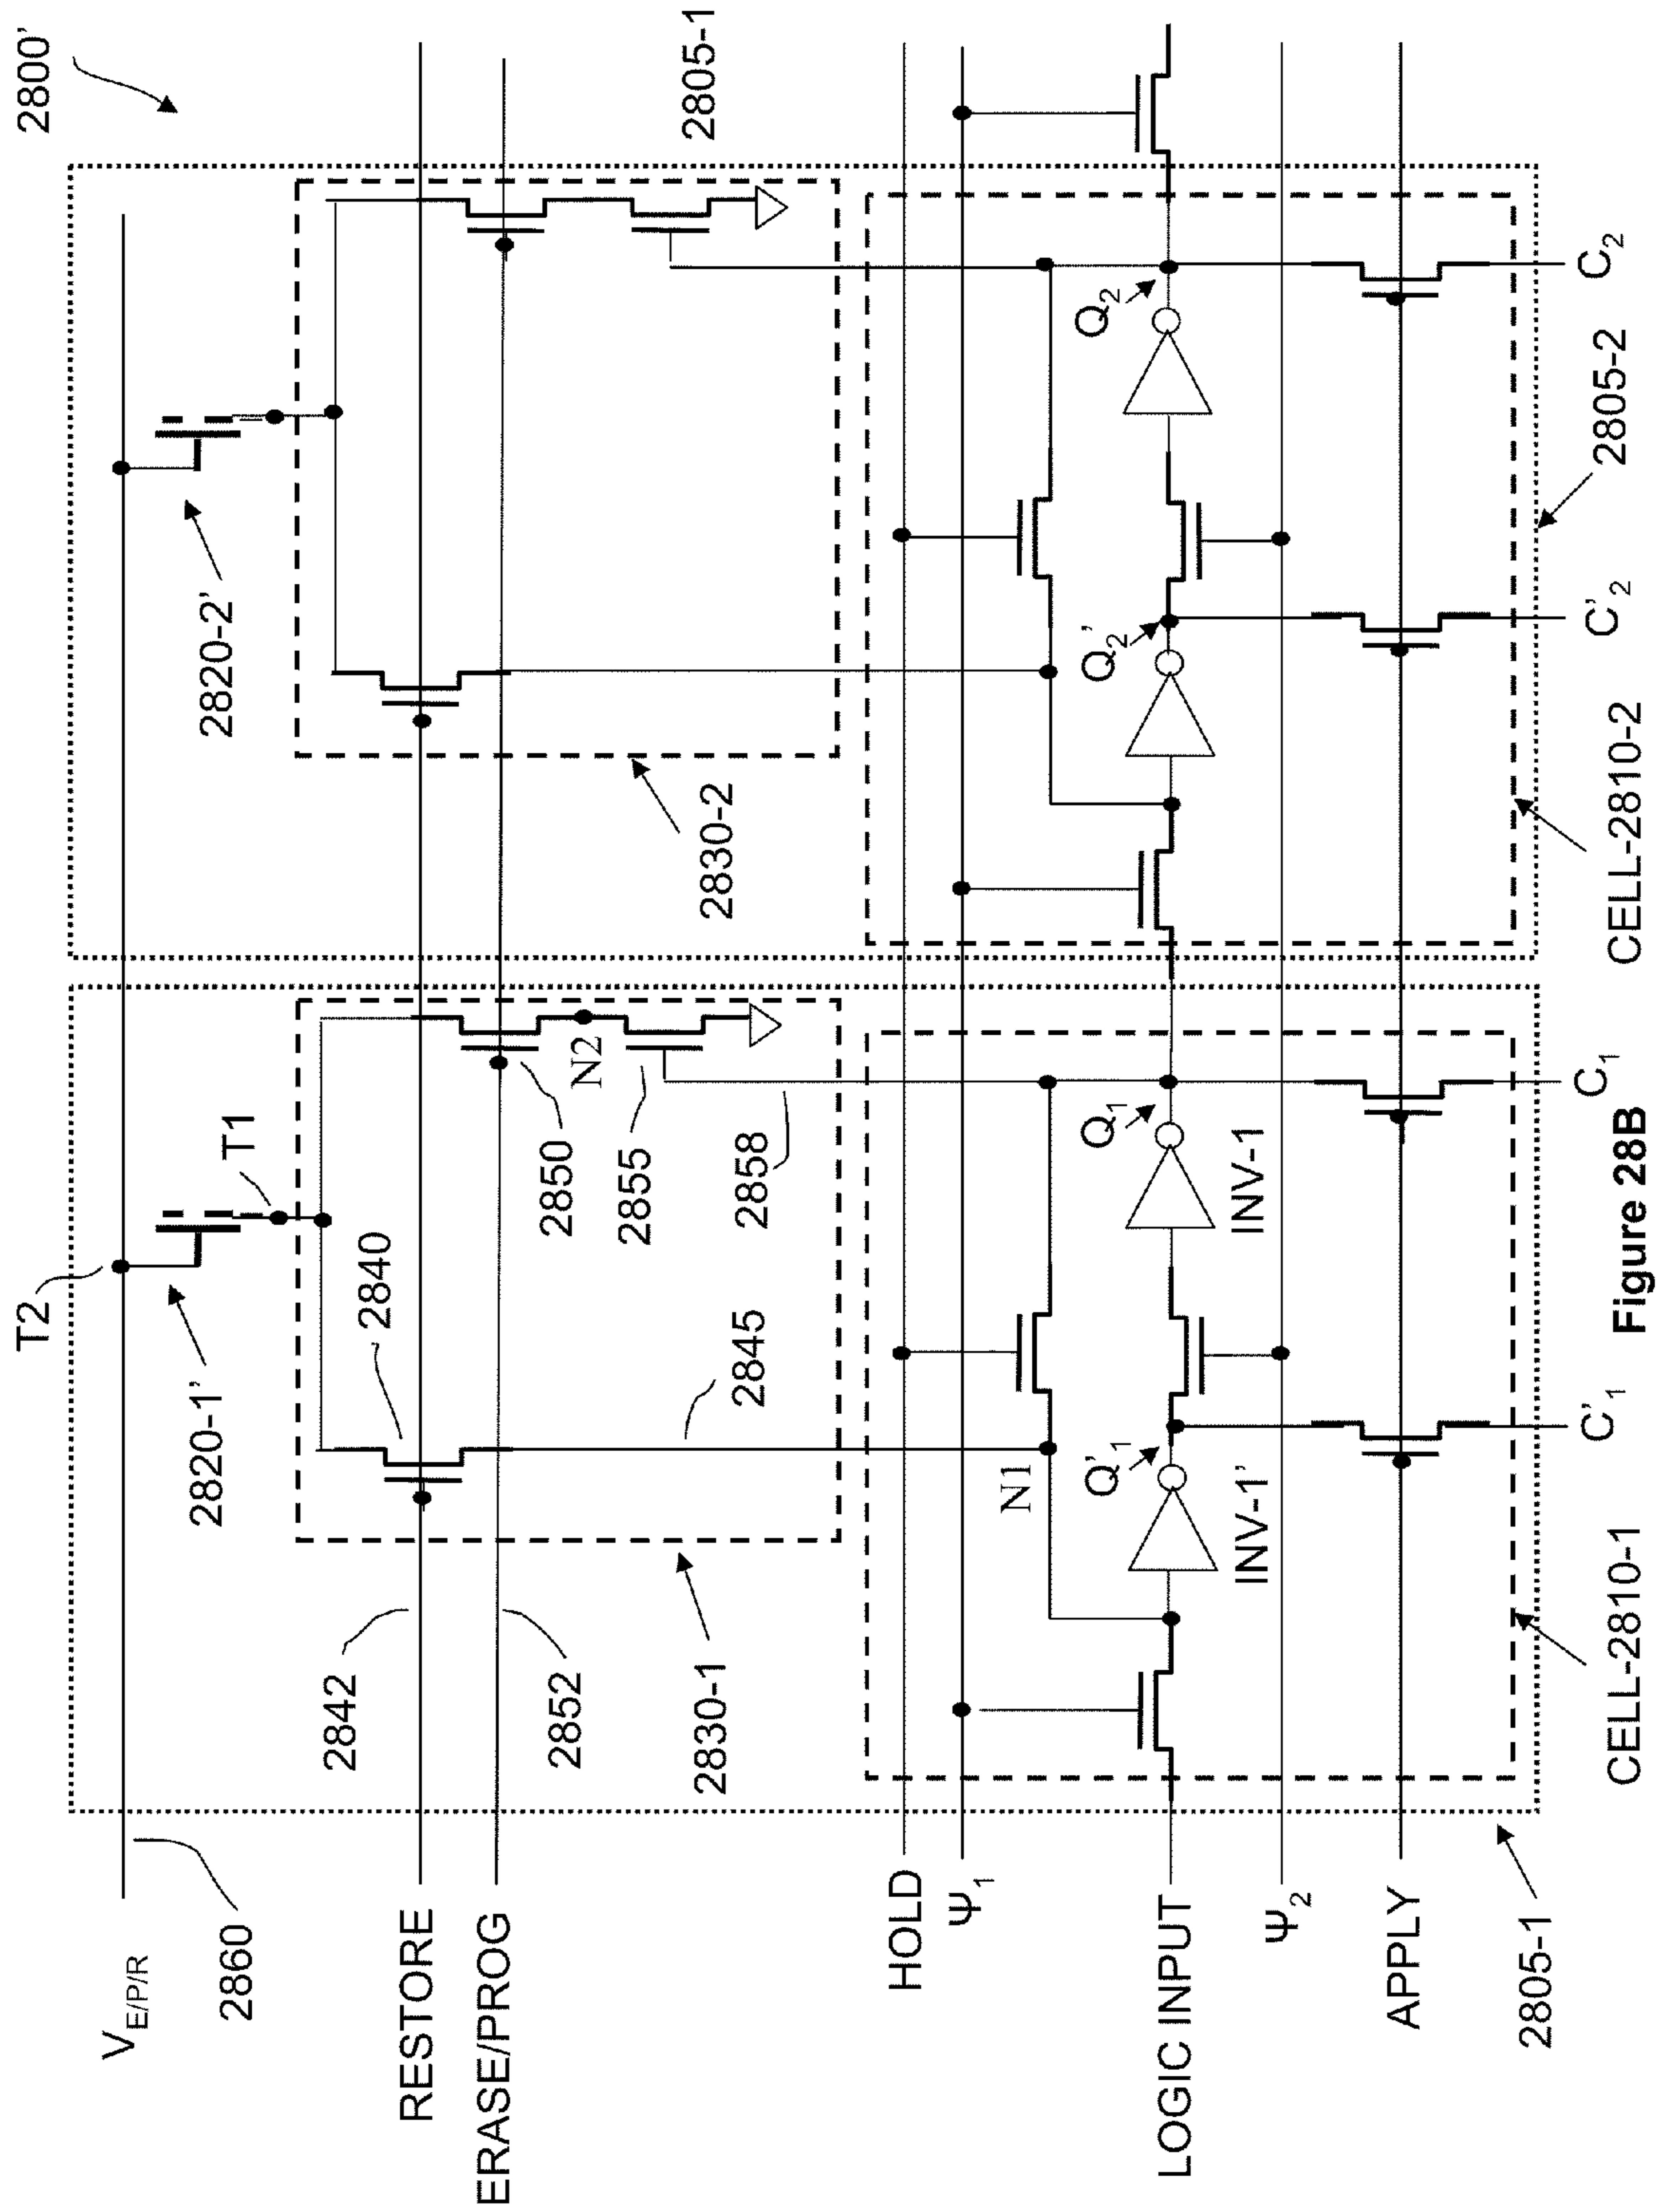 2800'
T2
V E/P/R
2860
2820-1'
T1
2820-2'
RESTORE
2842
2840
ERASE/PROG
2852
2850
N2
2855
2858
2845
2830-1
2830-2
2805-1
HOLD
Ψ1
N1
LOGIC INPUT
Q'1
INV-1'
Q1
INV-1
Q2'
Q2
Ψ2
APPLY
C'1
C1
C'2
C2
2805-1
CELL-2810-1
CELL-2810-2
2805-2
Figure 28B